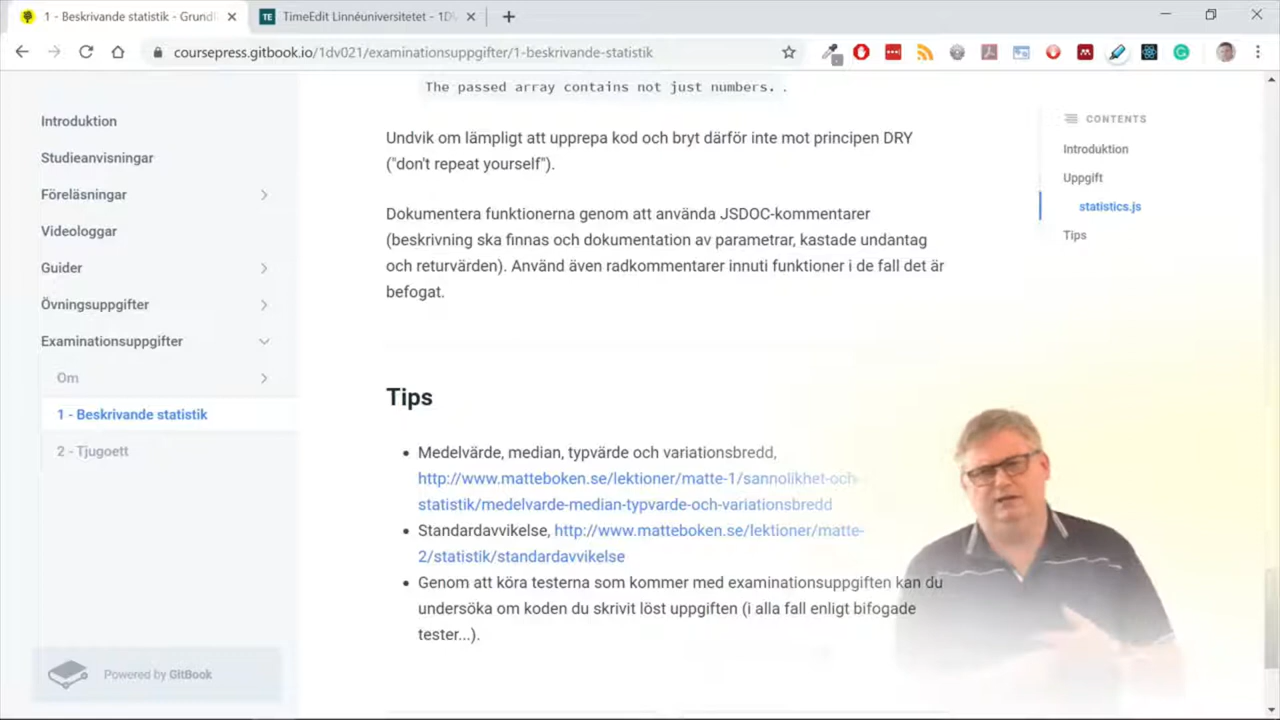 1 - Beskrivande statistik - Grund
TimeEdit Linnéuniversitetet - 1DV
coursepress.gitbook.io/1dv021/examinationsuppgifter/1-beskrivande-statistik
Introduktion
Studieanvisningar
Föreläsningar
Videologgar
Guider
Övningsuppgifter
Examinationsuppgifter
Om
1 - Beskrivande statistik
2 - Tjugoett
Powered by GitBook
The passed array contains not just numbers. .
Undvik om lämpligt att upprepa kod och bryt därför inte mot principen DRY
("don't repeat yourself").
Dokumentera funktionerna genom att använda JSDOC-kommentarer
(beskrivning ska finnas och dokumentation av parametrar, kastade undantag
och returvärden). Använd även radkommentarer innuti funktioner i de fall det är
befogat.
Tips
• Medelvärde, median, typvärde och variationsbredd,
http://www.matteboken.se/lektioner/matte-1/sannolikhet-och-
statistik/medelvarde-median-typvarde-och-variationsbredd
• Standardavvikelse, http://www.matteboken.se/lektioner/matte-
2/statistik/standardavvikelse
• Genom att köra testerna som kommer med examinationsuppgiften kan du
undersöka om koden du skrivit löst uppgiften (i alla fall enligt bifogade
tester...).
CONTENTS
Introduktion
Uppgift
statistics.js
Tips